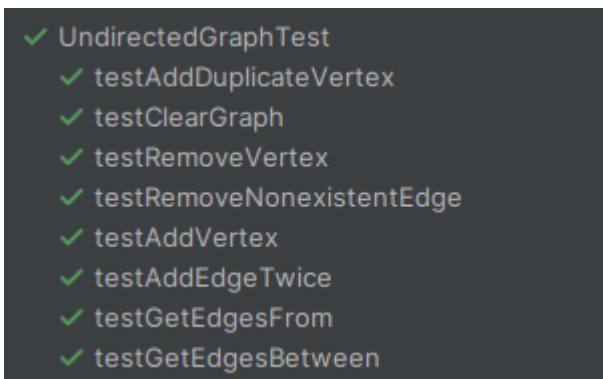 UndirectedGraphTest
testAddDuplicateVertex
testClearGraph
testRemoveVertex
testRemoveNonexistentEdge
testAddVertex
testAddEdgeTwice
testGetEdgesFrom
testGetEdgesBetween